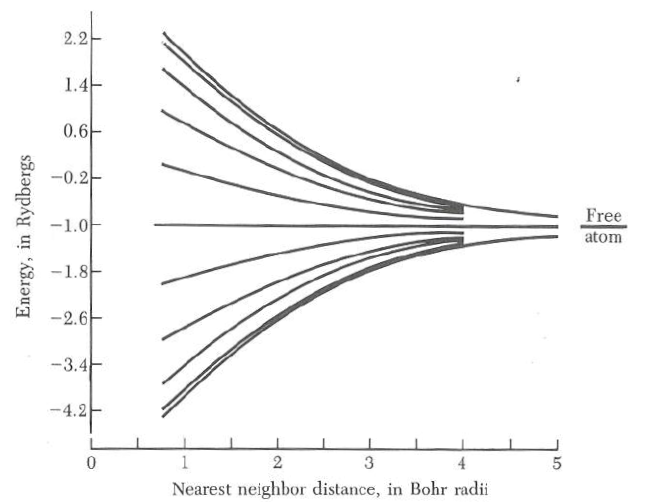 2.2
1.4
0.6
−0.2
−1.0
−1.8
−2.6
−3.4
−4.2
Energy, in Rydbergs
Free
atom
0 1 2 3 4 5
Nearest neighbor distance, in Bohr radii